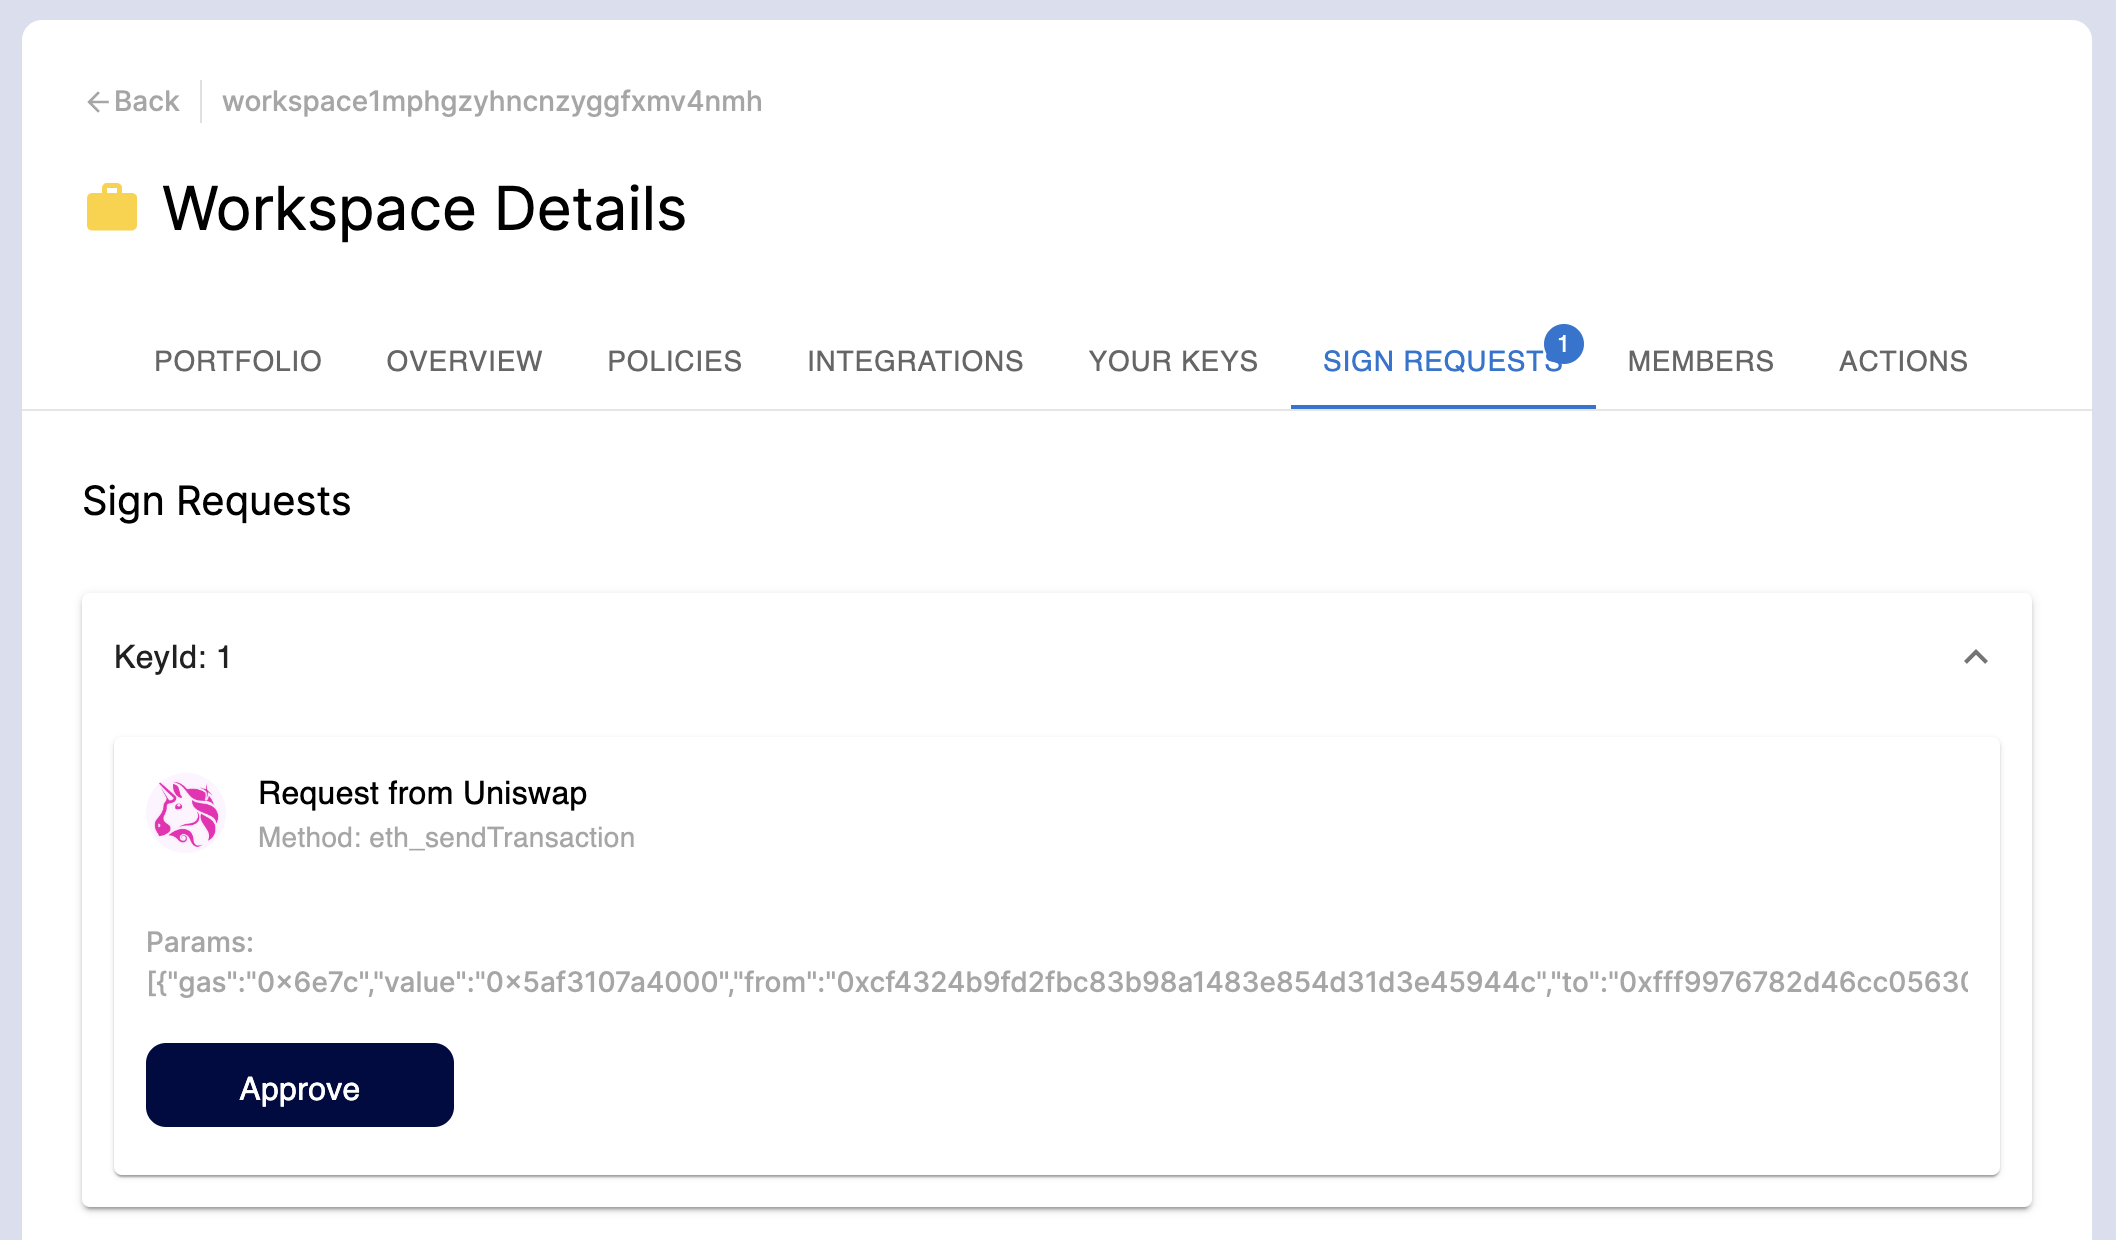 Back
workspace1mphgzyhncnzyggfxmv4nmh
Workspace Details
PORTFOLIO
OVERVIEW
POLICIES
INTEGRATIONS
YOUR KEYS
SIGN REQUESTS
1
MEMBERS
ACTIONS
Sign Requests
KeyId: 1
Request from Uniswap
Method: eth_sendTransaction
Params:
[{"gas":"0x6e7c","value":"0x5af3107a4000","from":"0xcf4324b9fd2fbc83b98a1483e854d31d3e45944c","to":"0xfff9976782d46cc0563
Approve